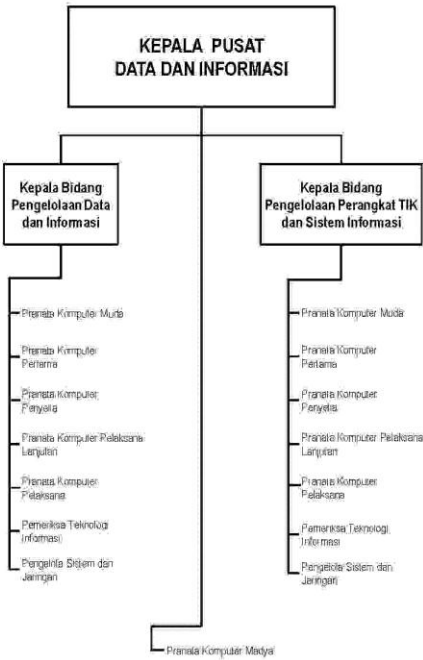 KEPALA PUSAT
DATA DAN INFORMASI
Kepala Bidang
Pengelolaan Data
dan Informasi
Pranata Komputer Muda
Pranata Komputer
Pertama
Pranata Komputer
Penyelia
Pranata Komputer Pelaksana
Lanjutan
Pranata Komputer
Pelaksana
Pemeriksa Teknologi
Informasi
Pengelola Sistem dan
Jaringan
Kepala Bidang
Pengelolaan Perangkat TIK
dan Sistem Informasi
Pranata Komputer Muda
Pranata Komputer
Pertama
Pranata Komputer
Penyelia
Pranata Komputer Pelaksana
Lanjutan
Pranata Komputer
Pelaksana
Pemeriksa Teknologi
Informasi
Pengelola Sistem dan
Jaringan
Pranata Komputer Madya